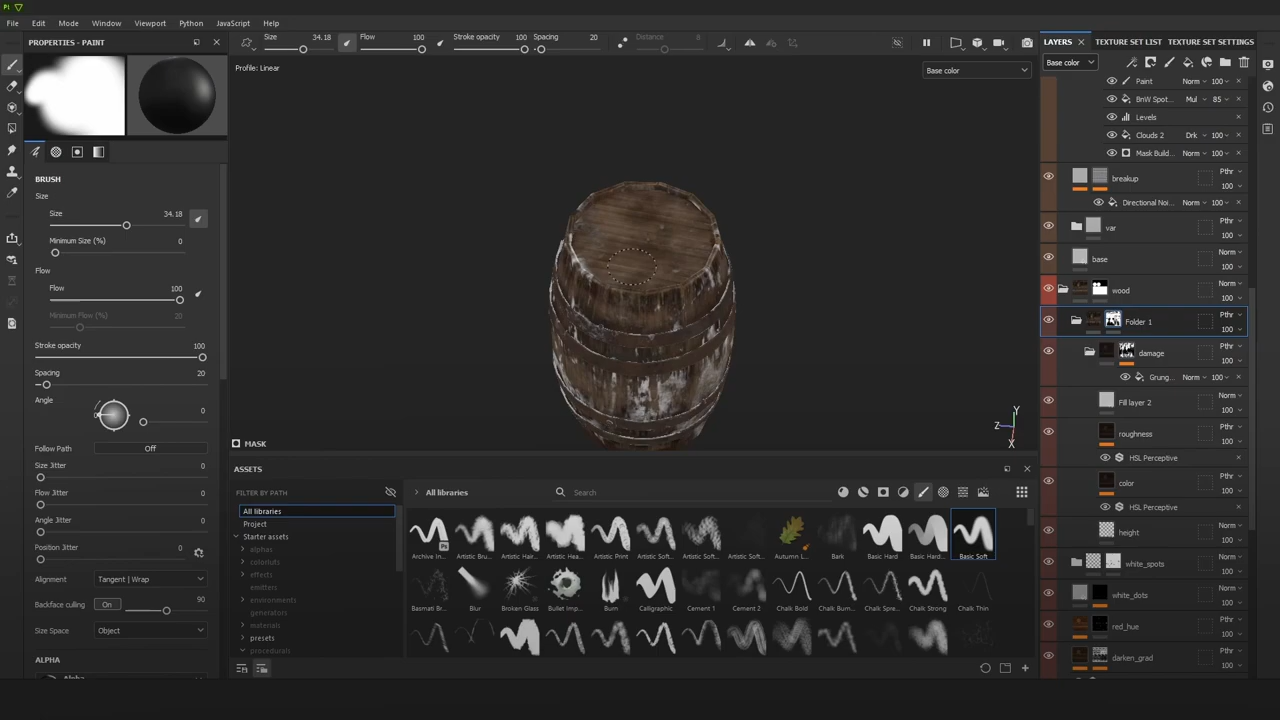 Pt
File Edit Mode Window Viewport Python JavaScript Help
PROPERTIES - PAINT
Size 34.18 Flow 100 Stroke opacity 100 Spacing 20 Distance 8
Profile: Linear
Base color
BRUSH
Size
Size 34.18
Minimum Size (%) 0
Flow
Flow 100
Minimum Flow (%) 20
Stroke opacity 100
Spacing 20
Angle 0
Follow Path Off
Size Jitter 0
Flow Jitter 0
Angle Jitter 0
Position Jitter 0
Alignment Tangent | Wrap
Backface culling On 90
Size Space Object
ALPHA
Alpha
MASK
Y
Z
X
ASSETS
FILTER BY PATH
All libraries
Project
Starter assets
alphas
colorluts
effects
emitters
environments
generators
materials
presets
procedurals
All libraries Search
Archive In... Artistic Bru... Artistic Hair... Artistic Hea... Artistic Print Artistic Soft... Artistic Sof... Artistic Soft... Autumn L... Bark Basic Hard Basic Hard... Basic Soft
Basmati Br... Blur Broken Glass Bullet Imp... Burn Calligraphic Cement 1 Cement 2 Chalk Bold Chalk Bum... Chalk Spre... Chalk Strong Chalk Thin
LAYERS TEXTURE SET LIST TEXTURE SET SETTINGS
Base color
Paint Norm 100
BnW Spot... Mul 85
Levels
Clouds 2 Drk 100
Mask Build... Norm 100
breakup Pthr 100
Directional Noi... Norm 100
var Pthr 100
base Norm 100
wood Norm 100
Folder 1 Pthr 100
damage Pthr 100
Grung... Norm 100
Fill layer 2 Norm 100
roughness Pthr 100
HSL Perceptive
color Pthr 100
HSL Perceptive
height Norm 100
white_spots Pthr 100
white_dots Norm 100
red_hue Pthr 100
darken_grad Pthr 100